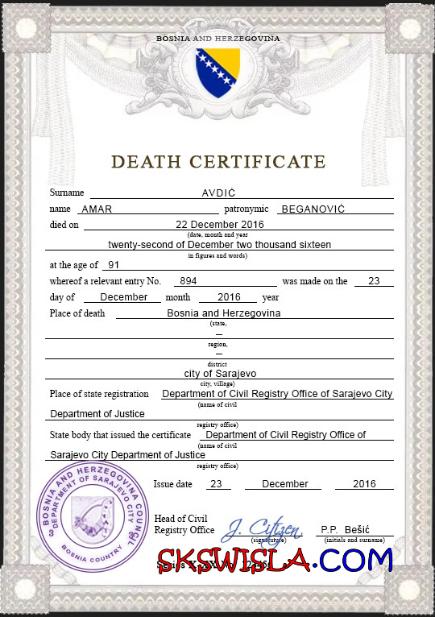 BOSNIA AND HERZEGOVINA
DEATH CERTIFICATE
Surname AVDIĆ
name AMAR patronymic BEGANOVIĆ
died on 22 December 2016
(date, month and year
twenty-second of December two thousand sixteen
in figures and words)
at the age of 91
whereof a relevant entry No. 894 was made on the 23
day of December month 2016 year
Place of death Bosnia and Herzegovina
(state,
—
region,
—
district
city of Sarajevo
city, village)
Place of state registration Department of Civil Registry Office of Sarajevo City
(name of civil
Department of Justice
registry office)
State body that issued the certificate Department of Civil Registry Office of
(name of civil
Sarajevo City Department of Justice
registry office)
Issue date 23 December 2016
BOSNIA AND HERZEGOVINA COUNCIL
DEPARTMENT OF SARAJEVO CITY
BOSNIA COUNTRY
Head of Civil
Registry Office J. Citizen P.P. Bešić
(signature) (initials and surname)
SKSWISLA.COM